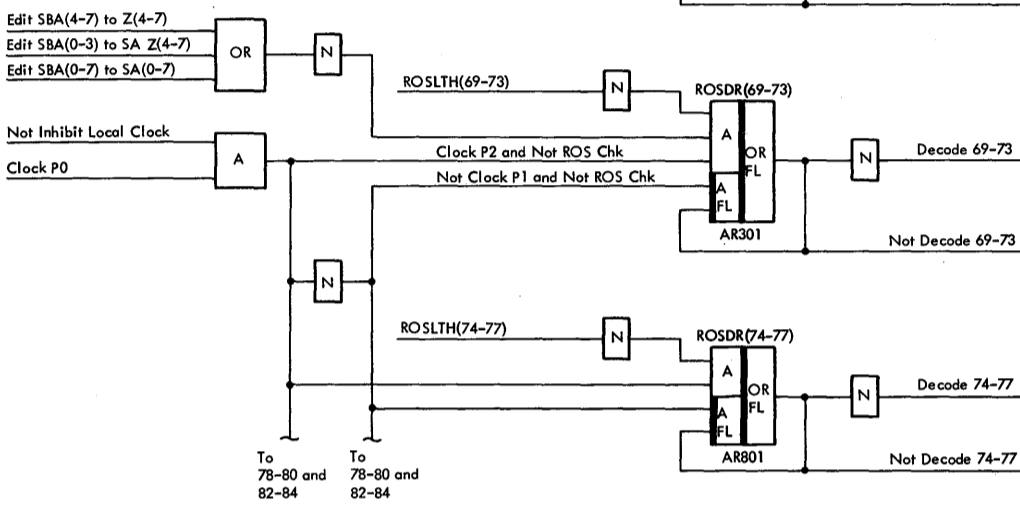 Edit SBA(4-7) to Z(4-7)
Edit SBA(0-3) to SA Z(4-7)
Edit SBA(0-7) to SA(0-7)
OR
N
ROSLTH(69-73)
N
ROSDR(69-73)
A
OR
FL
A
FL
AR301
N
Decode 69-73
Not Decode 69-73
Not Inhibit Local Clock
Clock P0
A
Clock P2 and Not ROS Chk
Not Clock P1 and Not ROS Chk
N
ROSLTH(74-77)
N
ROSDR(74-77)
A
OR
FL
A
FL
AR801
N
Decode 74-77
Not Decode 74-77
To
78-80 and
82-84
To
78-80 and
82-84